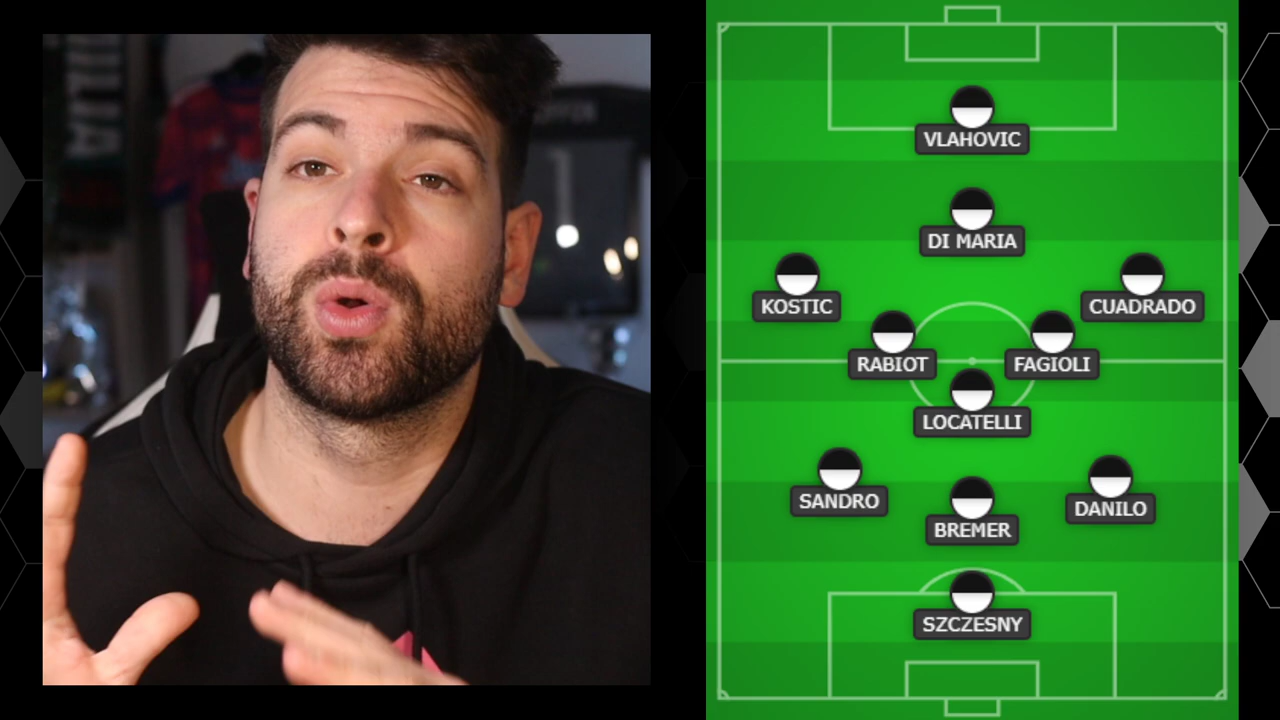 VLAHOVIC
DI MARIA
KOSTIC
CUADRADO
RABIOT
FAGIOLI
LOCATELLI
SANDRO
DANILO
BREMER
SZCZESNY